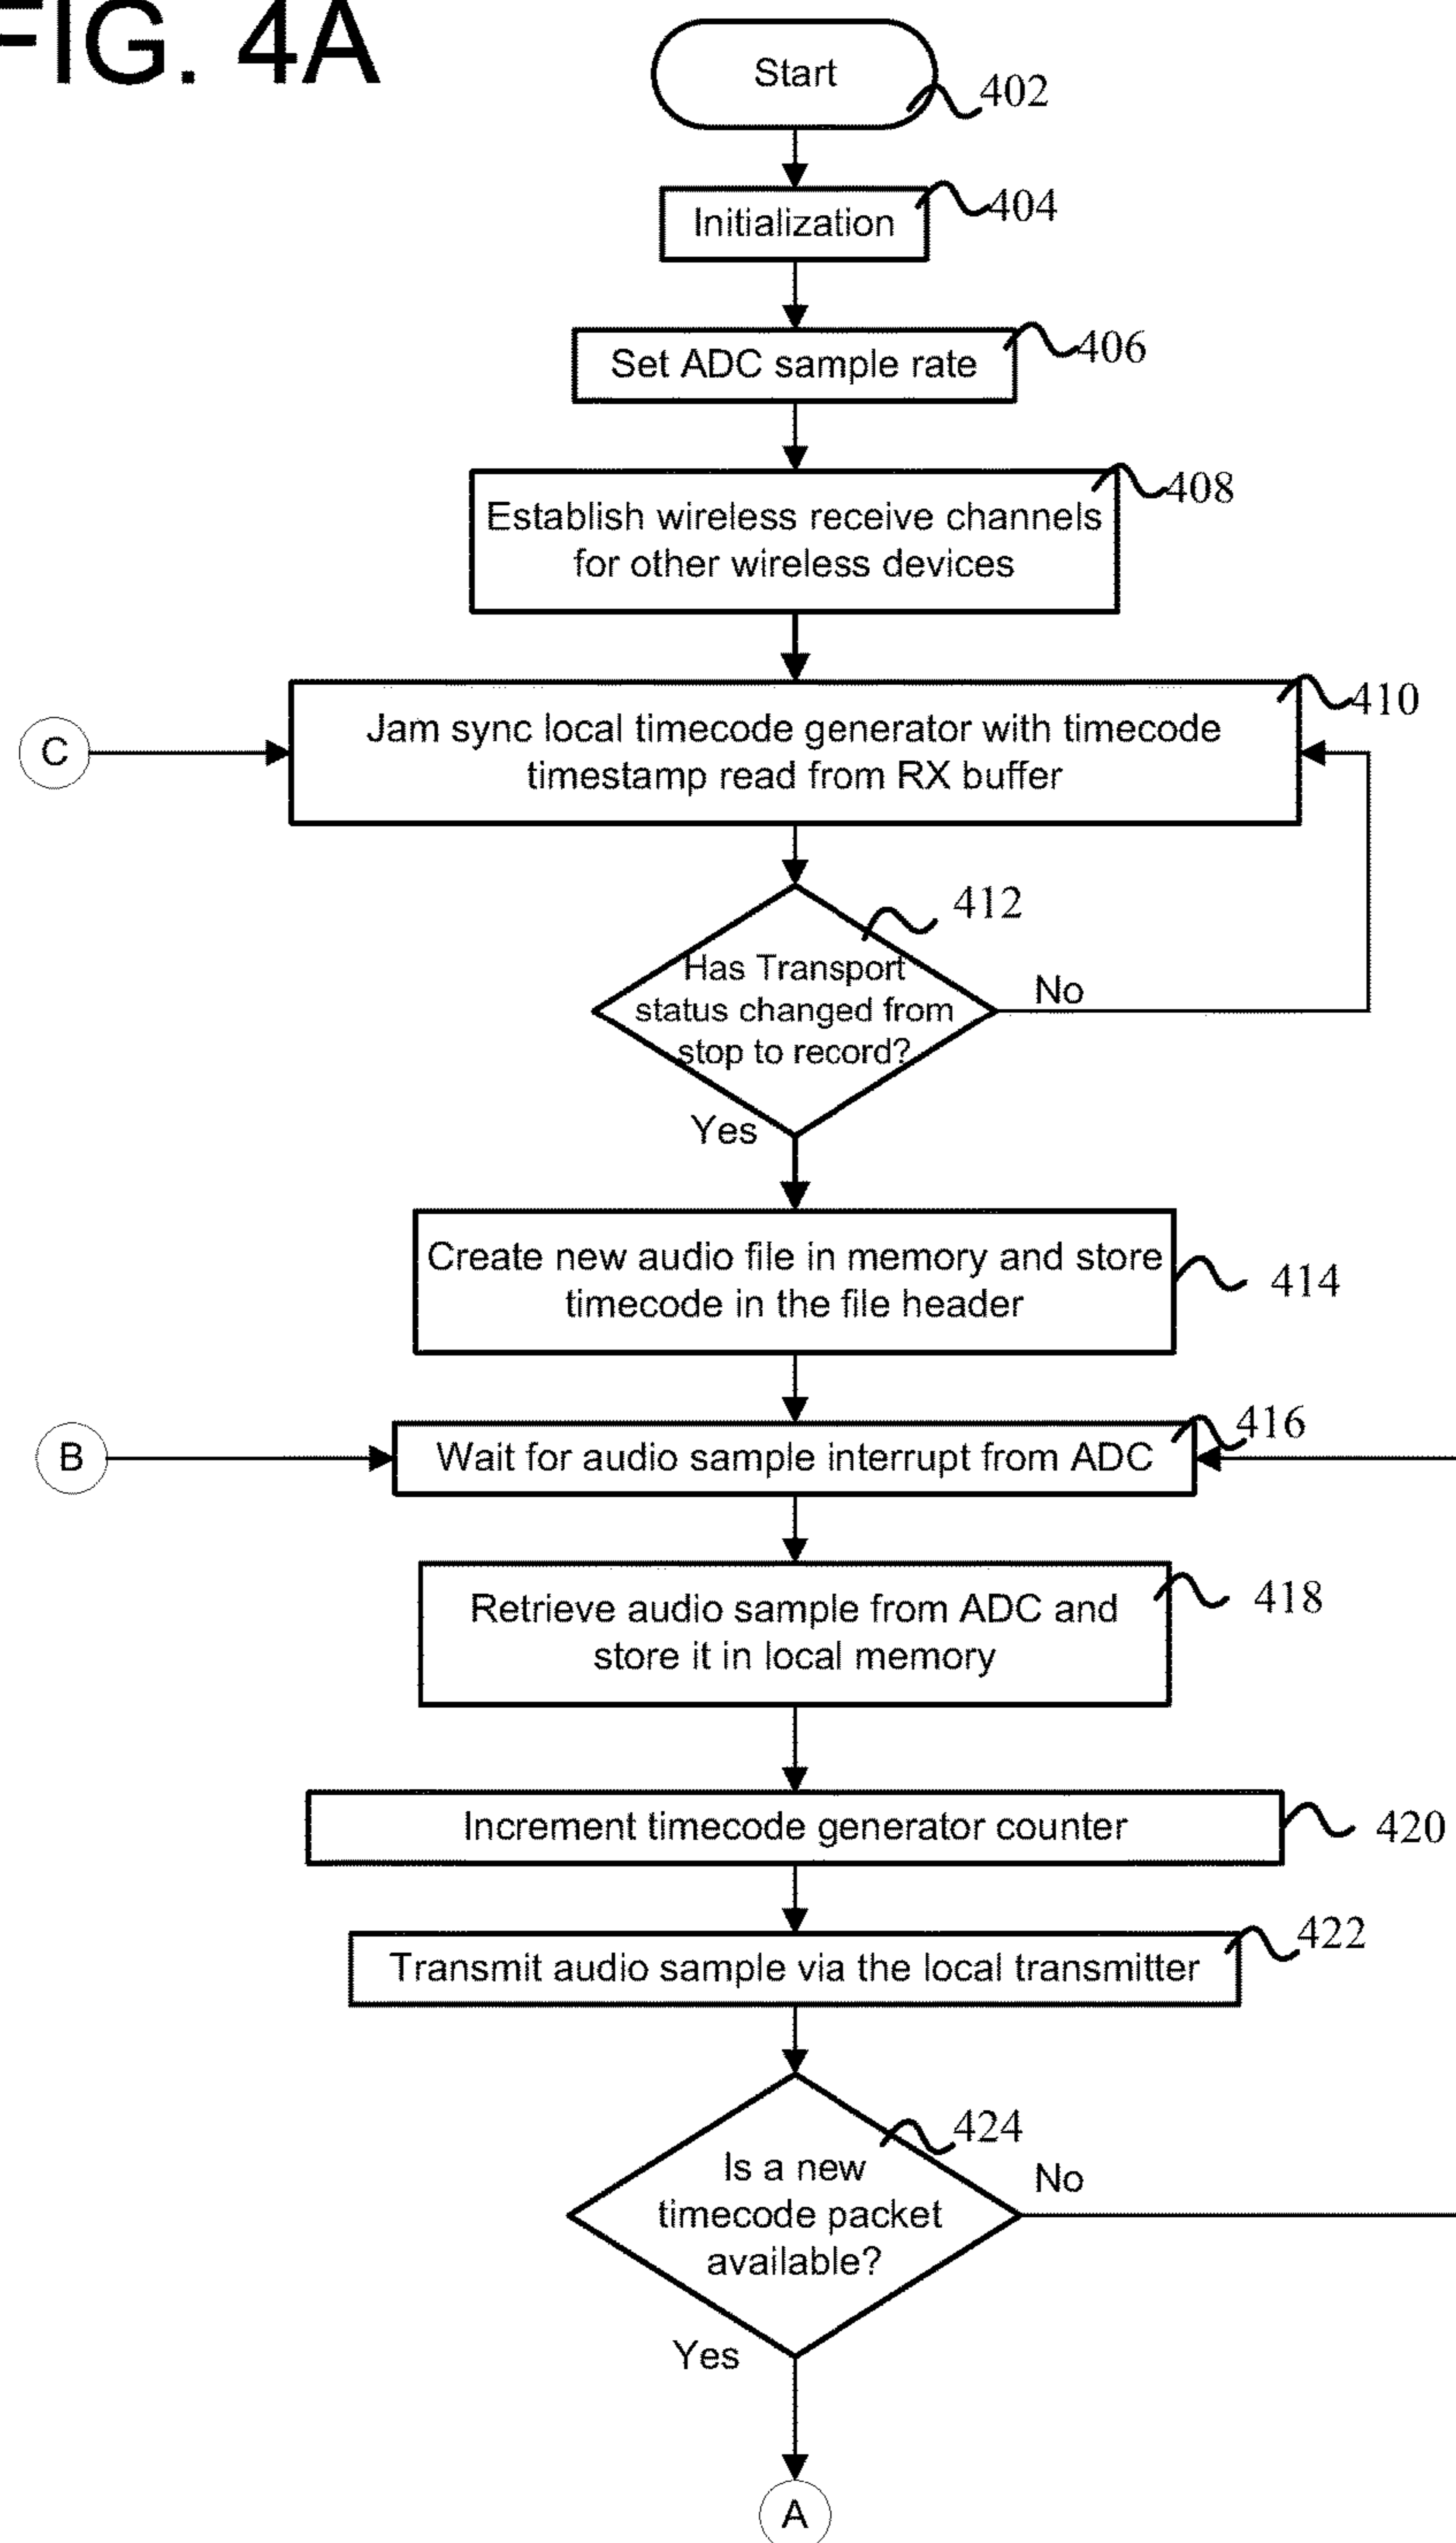 FIG. 4A
Start
402
Initialization
404
Set ADC sample rate
406
408
Establish wireless receive channels
for other wireless devices
410
Jam sync local timecode generator with timecode
timestamp read from RX buffer
C
412
Has Transport
status changed from
stop to record?
No
Yes
Create new audio file in memory and store
timecode in the file header
414
416
B
Wait for audio sample interrupt from ADC
418
Retrieve audio sample from ADC and
store it in local memory
Increment timecode generator counter
420
422
Transmit audio sample via the local transmitter
424
Is a new
timecode packet
available?
No
Yes
A